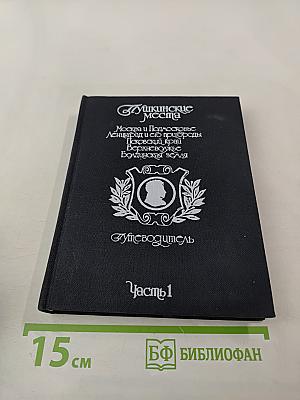 Пушкинские
места
Москва и Подмосковье
Ленинград и его пригороды
Псковский край
Верхневолжье
Болдинская земля
Путеводитель
Часть 1
15 см
БФ БИБЛИОФАН